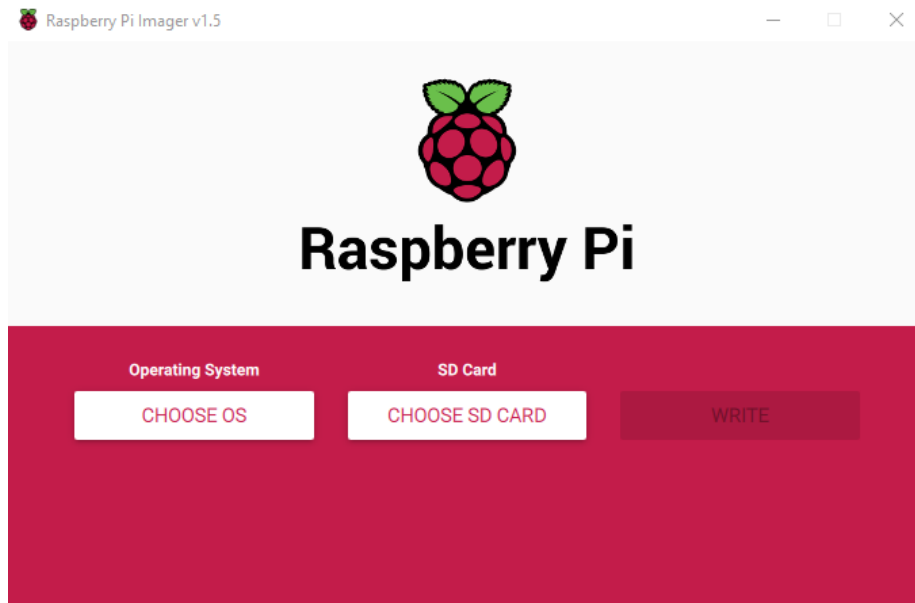 Raspberry Pi Imager v1.5
Raspberry Pi
Operating System
SD Card
CHOOSE OS
CHOOSE SD CARD
WRITE